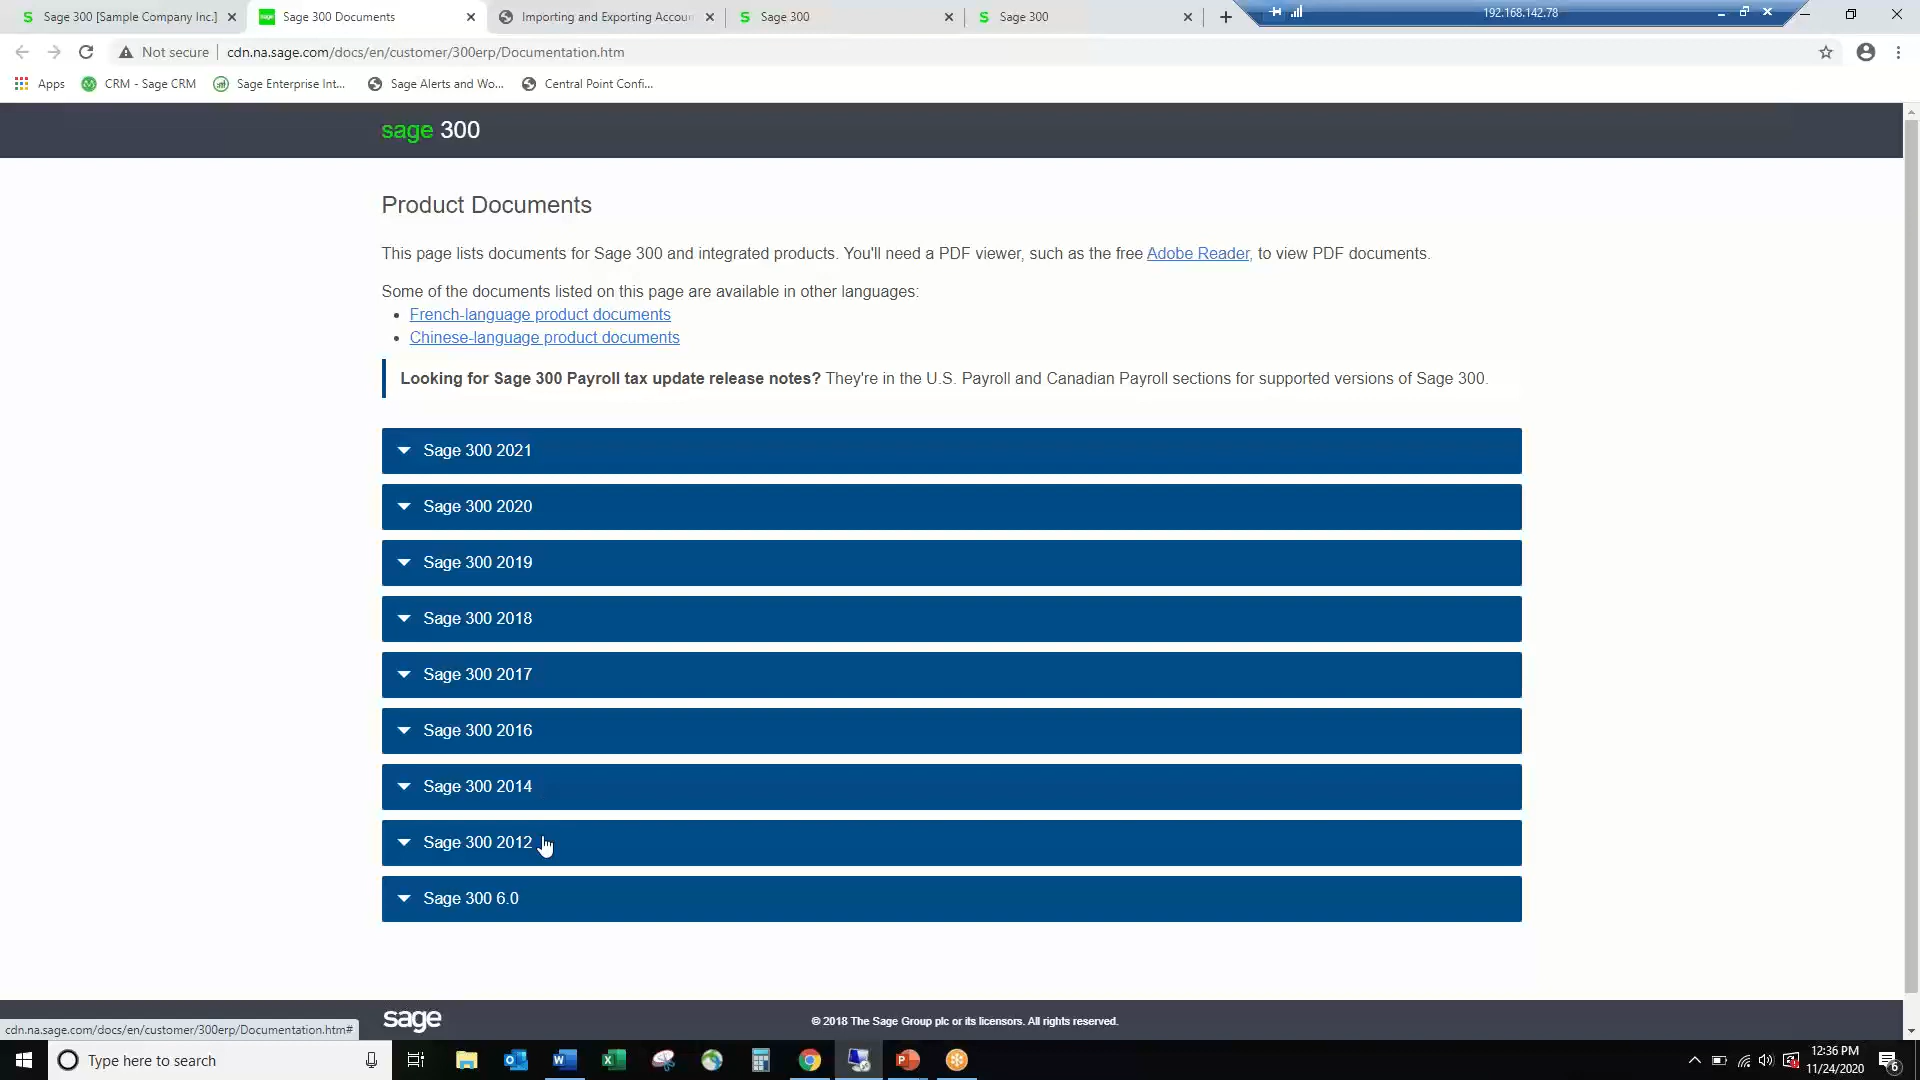 Sage 300 [Sample Company Inc.]
Sage 300 Documents
Importing and Exporting Accou
Sage 300
Sage 300
192.168.142.78
Not secure
cdn.na.sage.com/docs/en/customer/300erp/Documentation.htm
Apps
CRM - Sage CRM
Sage Enterprise Int...
Sage Alerts and Wo...
Central Point Confi...
sage 300
Product Documents
This page lists documents for Sage 300 and integrated products. You'll need a PDF viewer, such as the free Adobe Reader, to view PDF documents.
Some of the documents listed on this page are available in other languages:
• French-language product documents
• Chinese-language product documents
Looking for Sage 300 Payroll tax update release notes? They're in the U.S. Payroll and Canadian Payroll sections for supported versions of Sage 300.
Sage 300 2021
Sage 300 2020
Sage 300 2019
Sage 300 2018
Sage 300 2017
Sage 300 2016
Sage 300 2014
Sage 300 2012
Sage 300 6.0
sage
© 2018 The Sage Group plc or its licensors. All rights reserved.
cdn.na.sage.com/docs/en/customer/300erp/Documentation.htm#
Type here to search
12:36 PM
11/24/2020
6